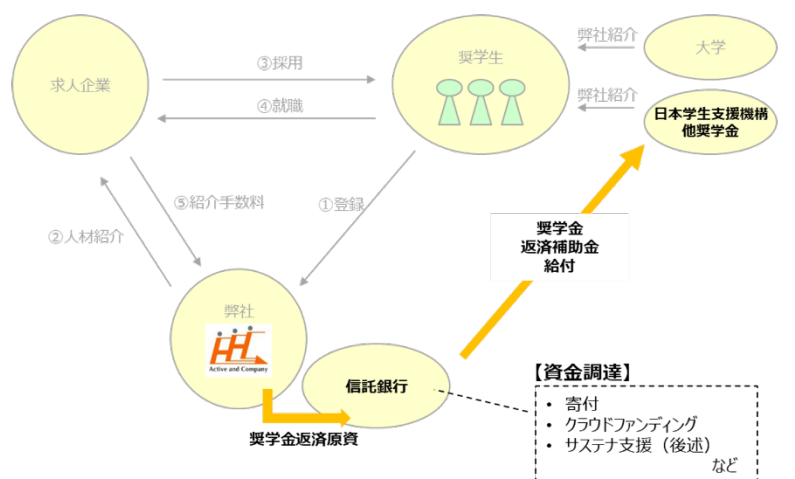 弊社紹介
大学
奨学生
③採用
求人企業
④就職
弊社紹介
日本学生支援機構
他奨学金
⑤紹介手数料
①登録
②人材紹介
奨学金
返済補助金
給付
弊社
Active and Company
信託銀行
【資金調達】
• 寄付
• クラウドファンディング
• サステナ支援（後述）
など
奨学金返済原資